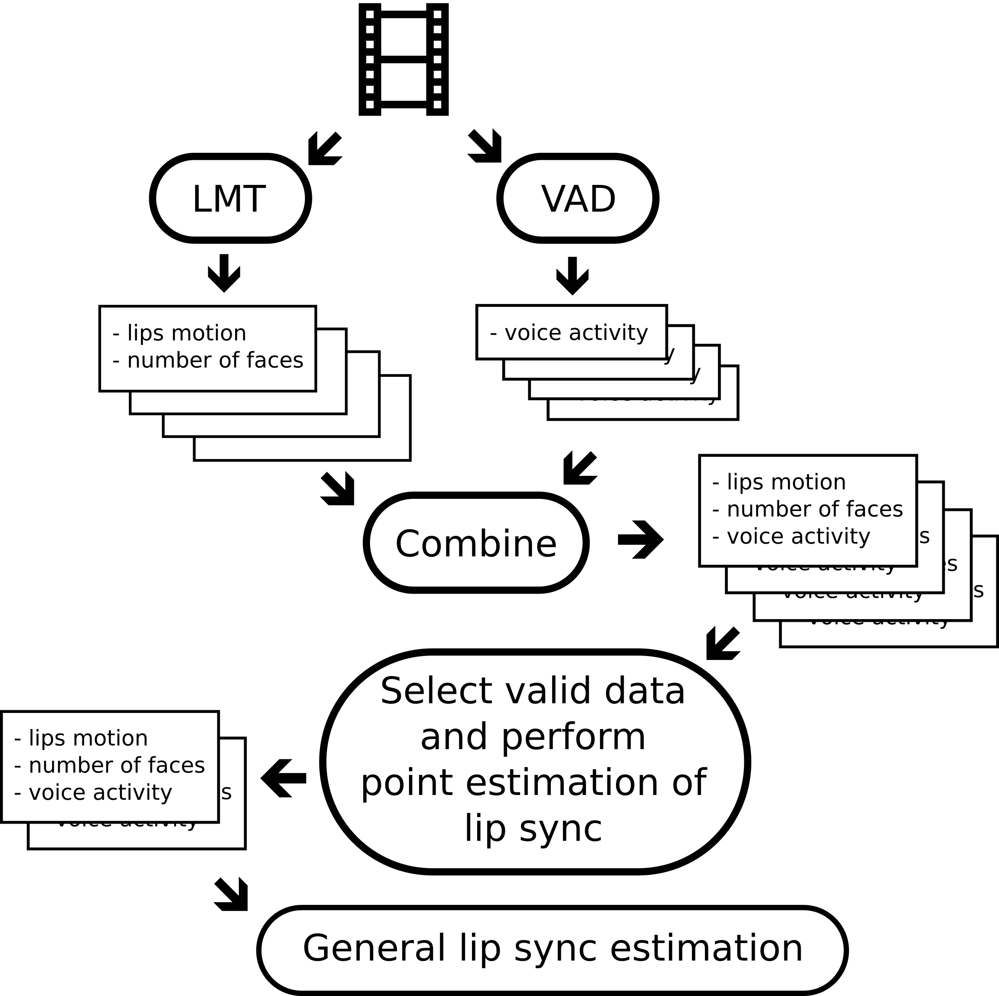 LMT
VAD
- lips motion
- number of faces
- voice activity
Combine
- lips motion
- number of faces
- voice activity
Select valid data
and perform
point estimation of
lip sync
- lips motion
- number of faces
- voice activity
General lip sync estimation